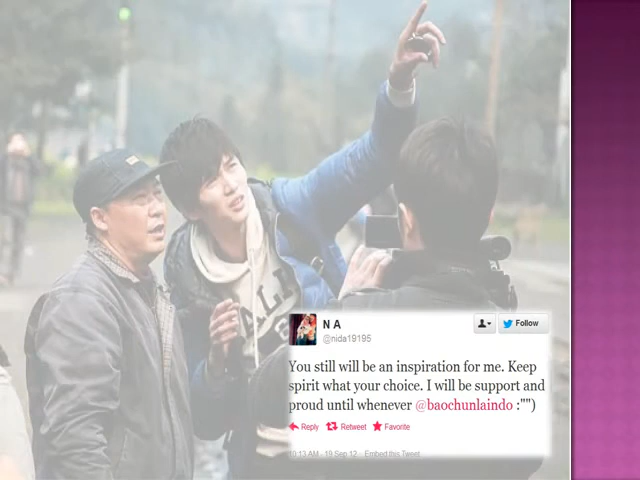 ALE
N A
Follow
@nida19195
You still will be an inspiration for me. Keep
spirit what your choice. I will be support and
proud until whenever @baochunlaindo :"")
Reply Retweet Favorite
10:13 AM - 19 Sep 12 Embed this Tweet